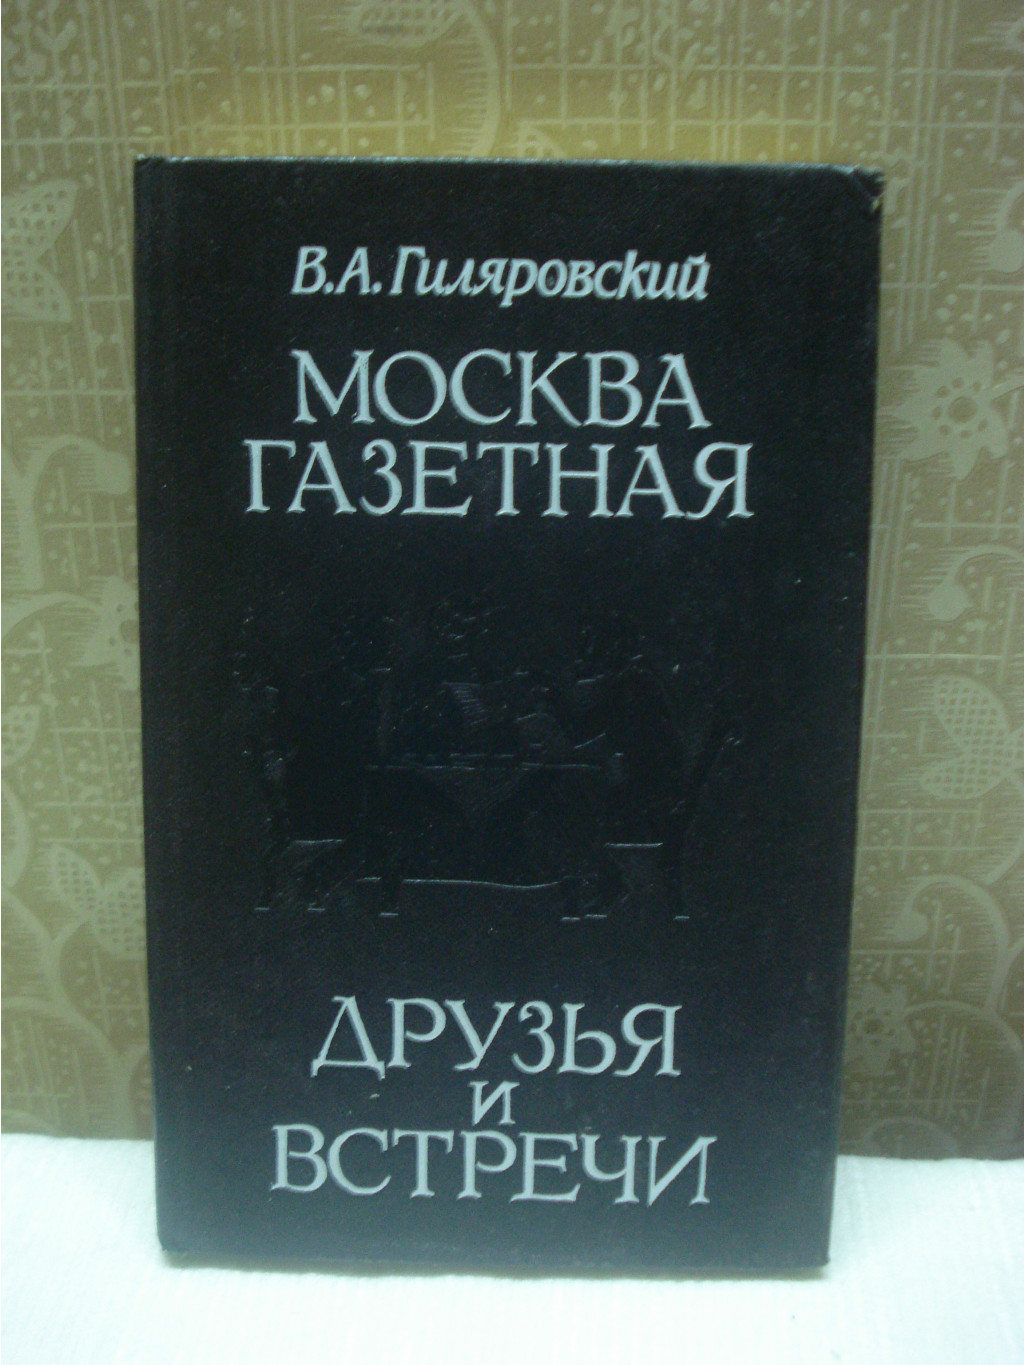 В.А. Гиляровский
МОСКВА
ГАЗЕТНАЯ
ДРУЗЬЯ
И
ВСТРЕЧИ